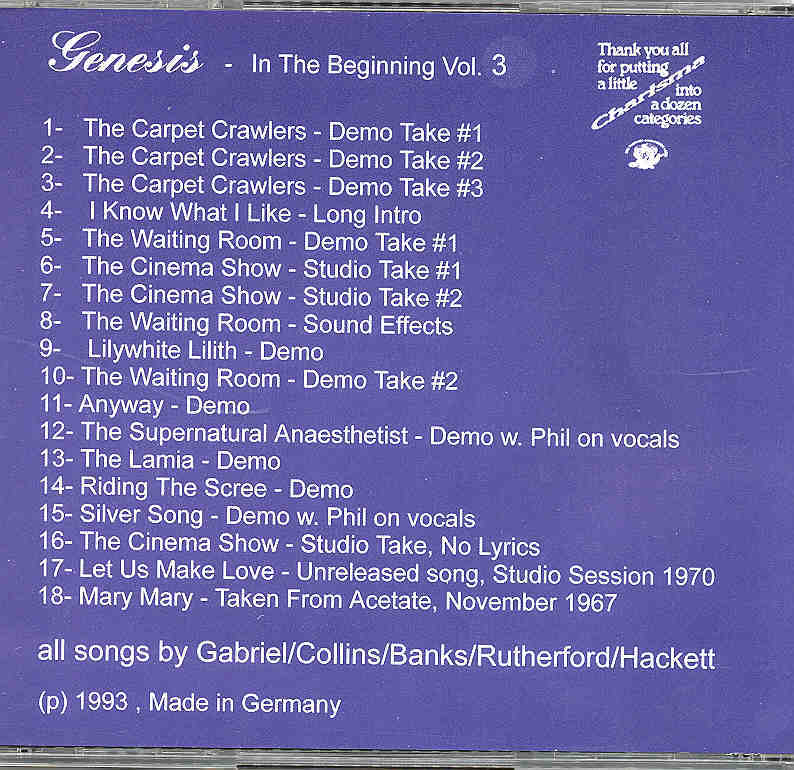 Genesis - In The Beginning Vol. 3
Thank you all
for putting
a little
Charisma
into
a dozen
categories
1- The Carpet Crawlers - Demo Take #1
2- The Carpet Crawlers - Demo Take #2
3- The Carpet Crawlers - Demo Take #3
4- I Know What I Like - Long Intro
5- The Waiting Room - Demo Take #1
6- The Cinema Show - Studio Take #1
7- The Cinema Show - Studio Take #2
8- The Waiting Room - Sound Effects
9- Lilywhite Lilith - Demo
10- The Waiting Room - Demo Take #2
11- Anyway - Demo
12- The Supernatural Anaesthetist - Demo w. Phil on vocals
13- The Lamia - Demo
14- Riding The Scree - Demo
15- Silver Song - Demo w. Phil on vocals
16- The Cinema Show - Studio Take, No Lyrics
17- Let Us Make Love - Unreleased song, Studio Session 1970
18- Mary Mary - Taken From Acetate, November 1967
all songs by Gabriel/Collins/Banks/Rutherford/Hackett
(p) 1993 , Made in Germany